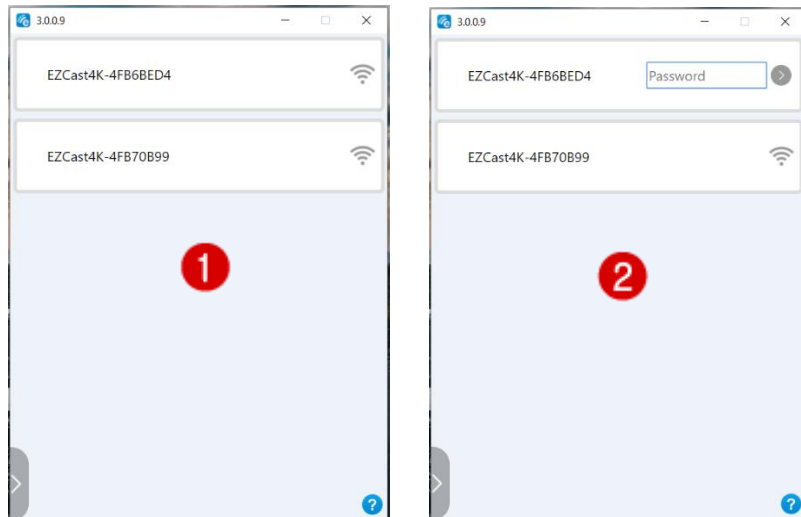 3.0.0.9
EZCast4K-4FB6BED4
EZCast4K-4FB70B99
1
?
3.0.0.9
EZCast4K-4FB6BED4 Password
EZCast4K-4FB70B99
2
?